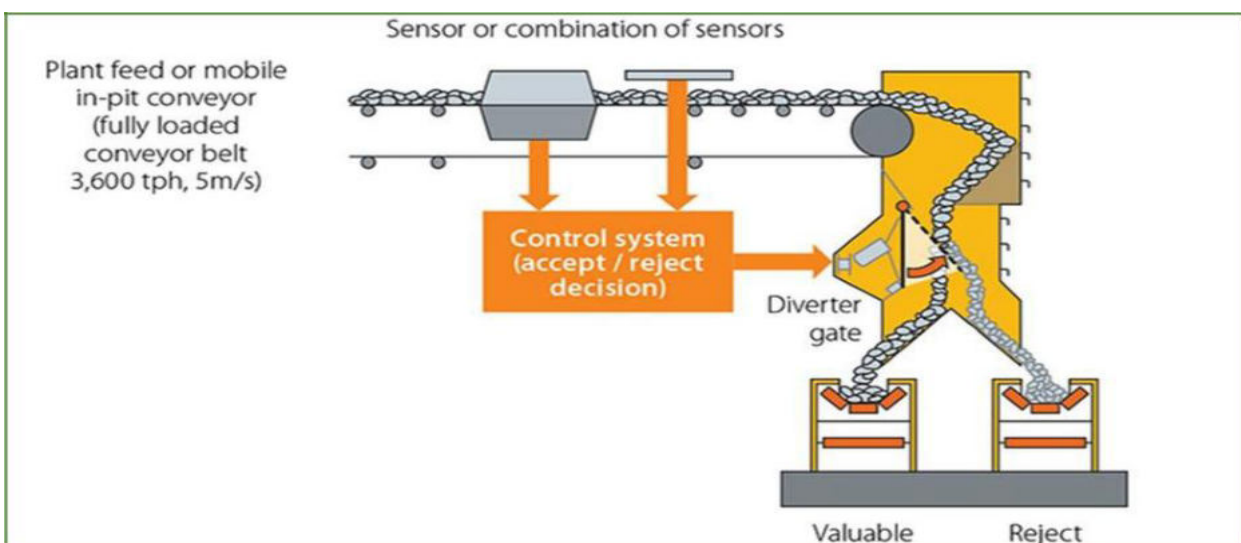 Sensor or combination of sensors
Plant feed or mobile
in-pit conveyor
(fully loaded
conveyor belt
3,600 tph, 5m/s)
Control system
(accept / reject
decision)
Diverter
gate
Valuable
Reject